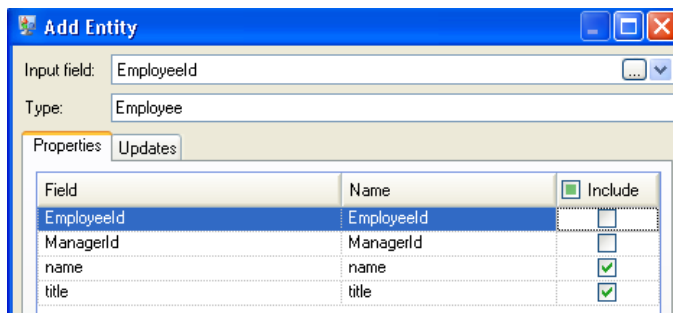 Add Entity
Input field: EmployeeId ...
Type: Employee
Properties Updates
Field Name Include
EmployeeId EmployeeId
ManagerId ManagerId
name name
title title